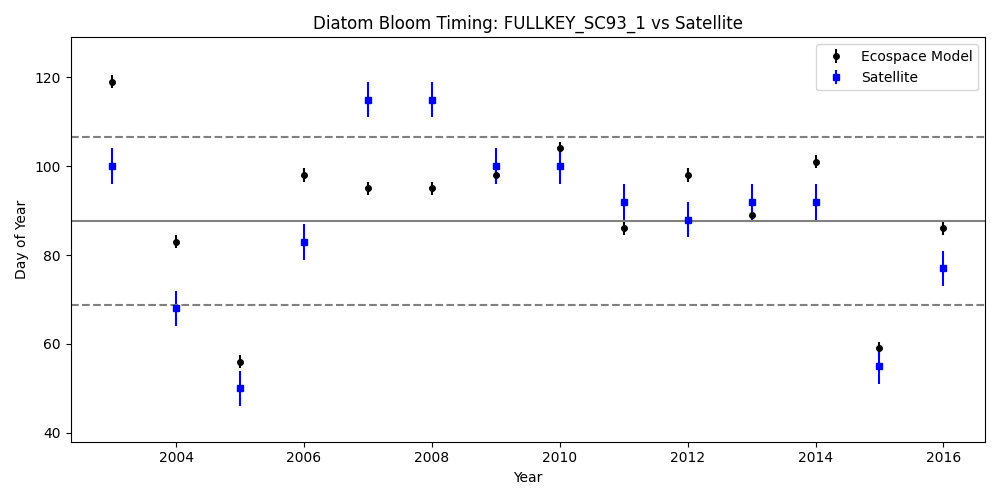 Diatom Bloom Timing: FULLKEY_SC93_1 vs Satellite
Ecospace Model
Satellite
Day of Year
120
100
80
60
40
2004 2006 2008 2010 2012 2014 2016
Year